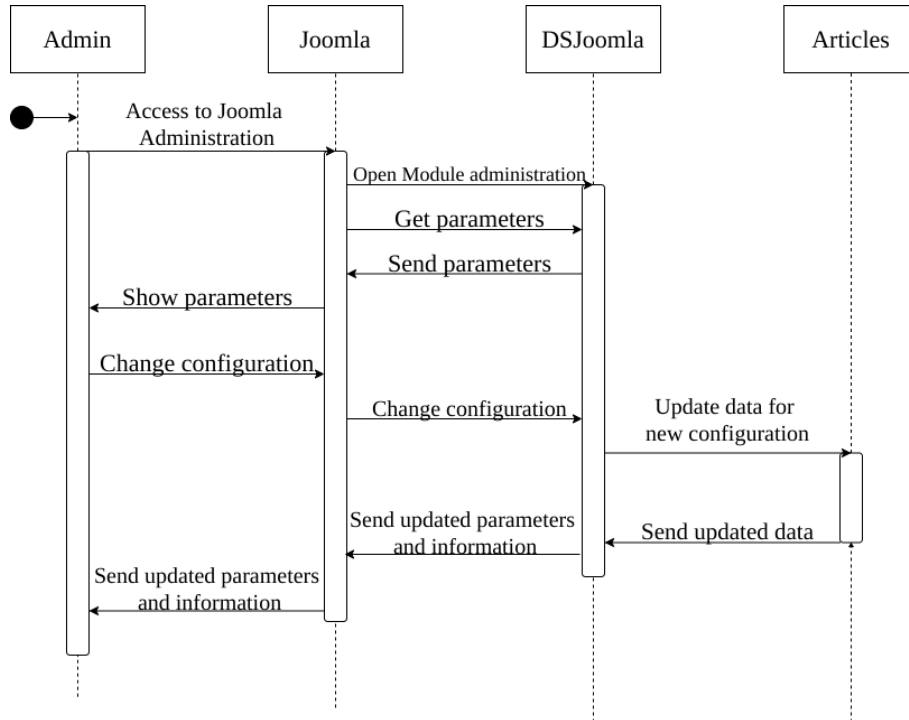 Admin
Joomla
DSJoomla
Articles
Access to Joomla
Administration
Open Module administration
Get parameters
Send parameters
Show parameters
Change configuration
Change configuration
Update data for
new configuration
Send updated parameters
and information
Send updated data
Send updated parameters
and information